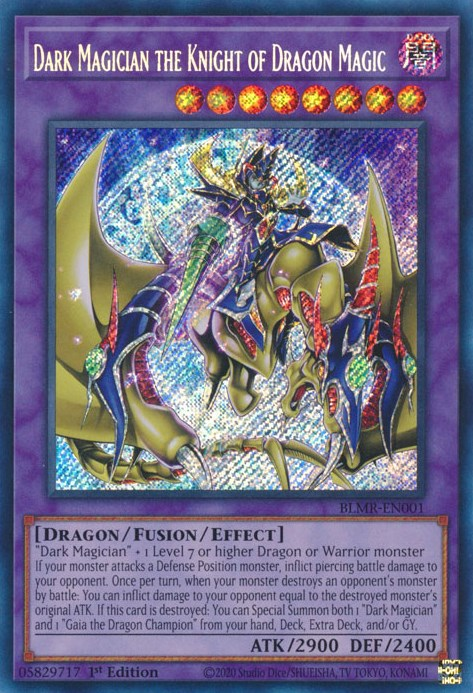 DARK MAGICIAN THE KNIGHT OF DRAGON MAGIC
闇
BLMR-EN001
[DRAGON/FUSION/EFFECT]
"Dark Magician" + 1 Level 7 or higher Dragon or Warrior monster
If your monster attacks a Defense Position monster, inflict piercing battle damage to
your opponent. Once per turn, when your monster destroys an opponent's monster
by battle: You can inflict damage to your opponent equal to the destroyed monster's
original ATK. If this card is destroyed: You can Special Summon both 1 "Dark Magician"
and 1 "Gaia the Dragon Champion" from your hand, Deck, Extra Deck, and/or GY.
ATK/2900 DEF/2400
05829717 1st Edition ©2020 Studio Dice/SHUEISHA, TV TOKYO, KONAMI